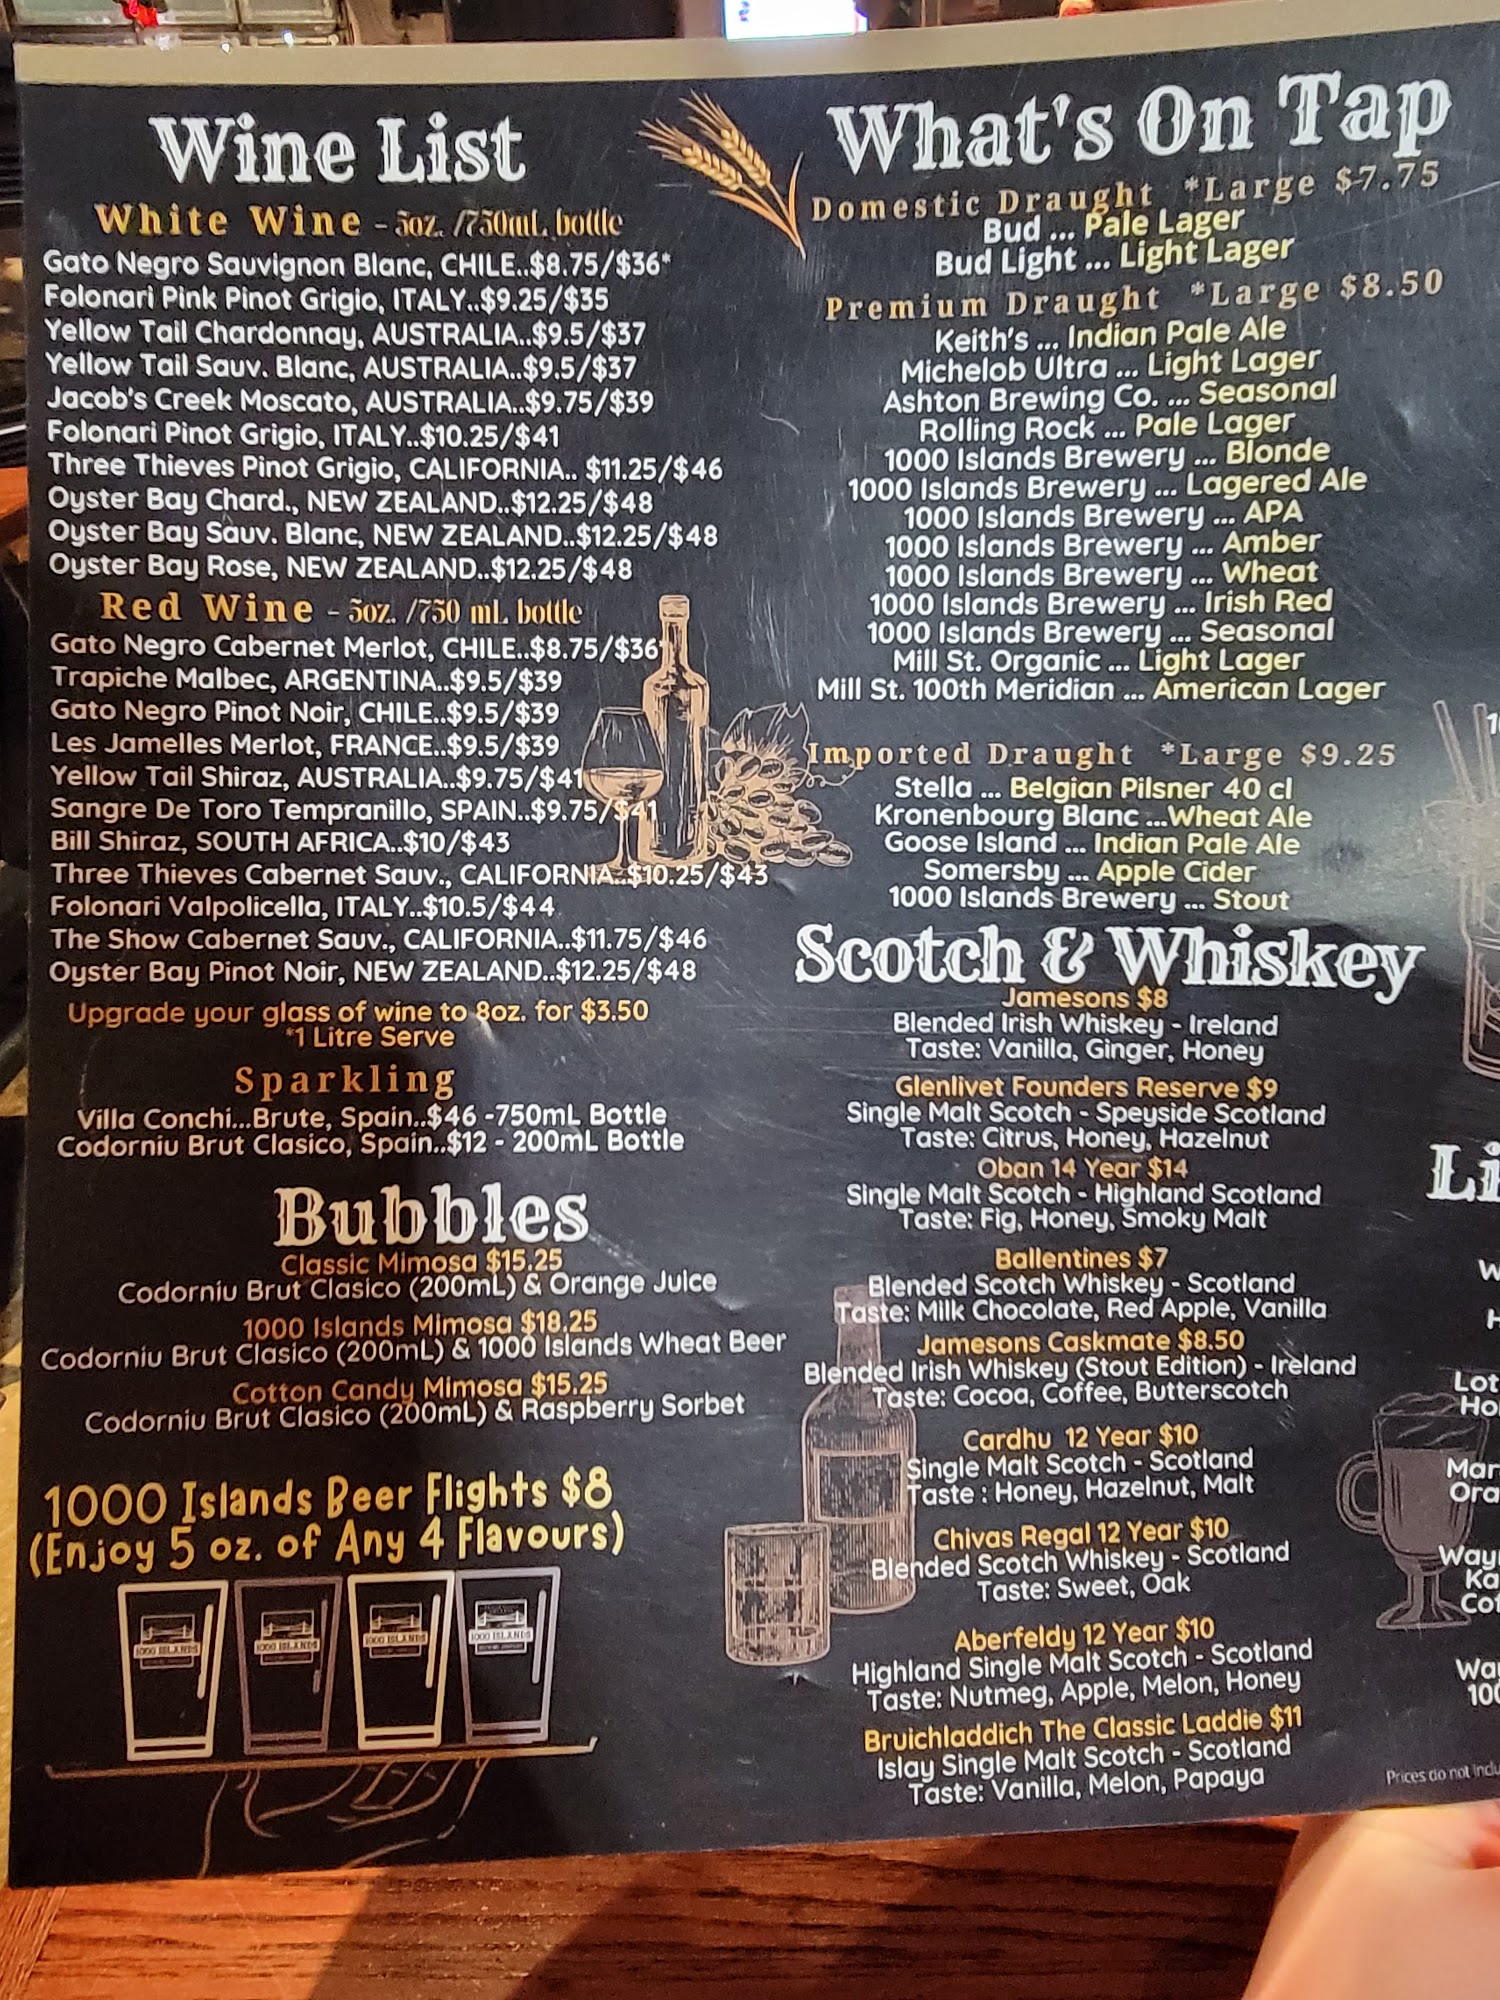 Wine List
White Wine - 5oz. /750mL bottle
Gato Negro Sauvignon Blanc, CHILE..$8.75/$36*
Folonari Pink Pinot Grigio, ITALY..$9.25/$35
Yellow Tail Chardonnay, AUSTRALIA..$9.5/$37
Yellow Tail Sauv. Blanc, AUSTRALIA..$9.5/$37
Jacob's Creek Moscato, AUSTRALIA..$9.75/$39
Folonari Pinot Grigio, ITALY..$10.25/$41
Three Thieves Pinot Grigio, CALIFORNIA.. $11.25/$46
Oyster Bay Chard., NEW ZEALAND..$12.25/$48
Oyster Bay Sauv. Blanc, NEW ZEALAND..$12.25/$48
Oyster Bay Rose, NEW ZEALAND..$12.25/$48
Red Wine - 5oz. /750 mL bottle
Gato Negro Cabernet Merlot, CHILE..$8.75/$36*
Trapiche Malbec, ARGENTINA..$9.5/$39
Gato Negro Pinot Noir, CHILE..$9.5/$39
Les Jamelles Merlot, FRANCE..$9.5/$39
Yellow Tail Shiraz, AUSTRALIA..$9.75/$41
Sangre De Toro Tempranillo, SPAIN..$9.75/$41
Bill Shiraz, SOUTH AFRICA..$10/$43
Three Thieves Cabernet Sauv., CALIFORNIA..$10.25/$43
Folonari Valpolicella, ITALY..$10.5/$44
The Show Cabernet Sauv., CALIFORNIA..$11.75/$46
Oyster Bay Pinot Noir, NEW ZEALAND..$12.25/$48
Upgrade your glass of wine to 8oz. for $3.50
*1 Litre Serve
Sparkling
Villa Conchi...Brute, Spain..$46 -750mL Bottle
Codorniu Brut Clasico, Spain..$12 - 200mL Bottle
Bubbles
Classic Mimosa $15.25
Codorniu Brut Clasico (200mL) & Orange Juice
1000 Islands Mimosa $18.25
Codorniu Brut Clasico (200mL) & 1000 Islands Wheat Beer
Cotton Candy Mimosa $15.25
Codorniu Brut Clasico (200mL) & Raspberry Sorbet
1000 Islands Beer Flights $8
(Enjoy 5 oz. of Any 4 Flavours)
1000 ISLANDS
1000 ISLANDS
1000 ISLANDS
1000 ISLANDS
What's On Tap
Domestic Draught *Large $7.75
Bud ... Pale Lager
Bud Light ... Light Lager
Premium Draught *Large $8.50
Keith's ... Indian Pale Ale
Michelob Ultra ... Light Lager
Ashton Brewing Co. ... Seasonal
Rolling Rock ... Pale Lager
1000 Islands Brewery ... Blonde
1000 Islands Brewery ... Lagered Ale
1000 Islands Brewery ... APA
1000 Islands Brewery ... Amber
1000 Islands Brewery ... Wheat
1000 Islands Brewery ... Irish Red
1000 Islands Brewery ... Seasonal
Mill St. Organic ... Light Lager
Mill St. 100th Meridian ... American Lager
Imported Draught *Large $9.25
Stella ... Belgian Pilsner 40 cl
Kronenbourg Blanc ...Wheat Ale
Goose Island ... Indian Pale Ale
Somersby ... Apple Cider
1000 Islands Brewery ... Stout
Scotch & Whiskey
Jamesons $8
Blended Irish Whiskey - Ireland
Taste: Vanilla, Ginger, Honey
Glenlivet Founders Reserve $9
Single Malt Scotch - Speyside Scotland
Taste: Citrus, Honey, Hazelnut
Oban 14 Year $14
Single Malt Scotch - Highland Scotland
Taste: Fig, Honey, Smoky Malt
Ballentines $7
Blended Scotch Whiskey - Scotland
Taste: Milk Chocolate, Red Apple, Vanilla
Jamesons Caskmate $8.50
Blended Irish Whiskey (Stout Edition) - Ireland
Taste: Cocoa, Coffee, Butterscotch
Cardhu 12 Year $10
Single Malt Scotch - Scotland
Taste : Honey, Hazelnut, Malt
Chivas Regal 12 Year $10
Blended Scotch Whiskey - Scotland
Taste: Sweet, Oak
Aberfeldy 12 Year $10
Highland Single Malt Scotch - Scotland
Taste: Nutmeg, Apple, Melon, Honey
Bruichladdich The Classic Laddie $11
Islay Single Malt Scotch - Scotland
Taste: Vanilla, Melon, Papaya
Prices do not